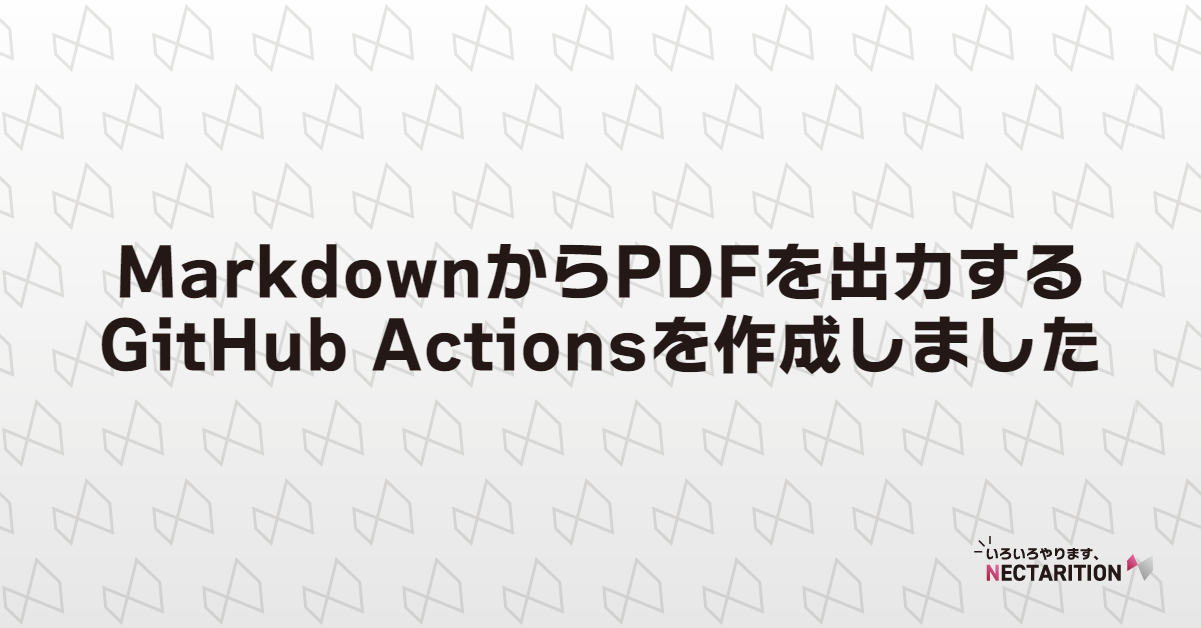 MarkdownからPDFを出力する
GitHub Actionsを作成しました
いろいろやります、
NECTARITION